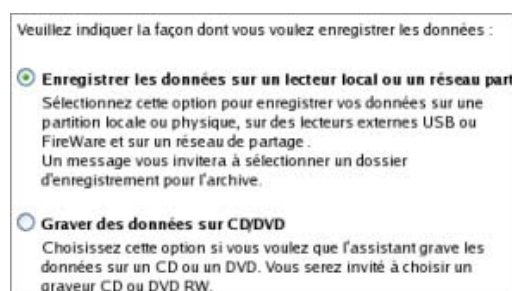 Veuillez indiquer la façon dont vous voulez enregistrer les données :
Enregistrer les données sur un lecteur local ou un réseau part
Sélectionnez cette option pour enregistrer vos données sur une
partition locale ou physique, sur des lecteurs externes USB ou
FireWare et sur un réseau de partage .
Un message vous invitera à sélectionner un dossier
d'enregistrement pour l'archive.
Graver des données sur CD/DVD
Choisissez cette option si vous voulez que l'assistant grave les
données sur un CD ou un DVD. Vous serez invité à choisir un
graveur CD ou DVD RW.